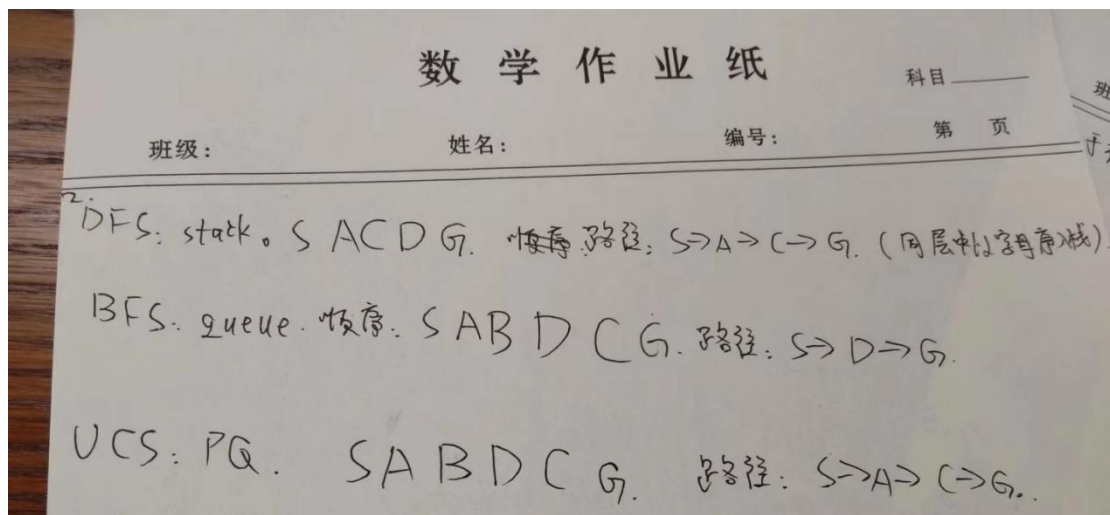 数学作业纸
科目
班
班级:
姓名:
编号:
第 页
2.
DFS: stack. S A C D G. 顺序 路径: S→A→C→G. (同层中以字母序入栈)
BFS: queue. 顺序: S A B D C G. 路径: S→D→G.
UCS: PQ. S A B D C G. 路径: S→A→C→G.